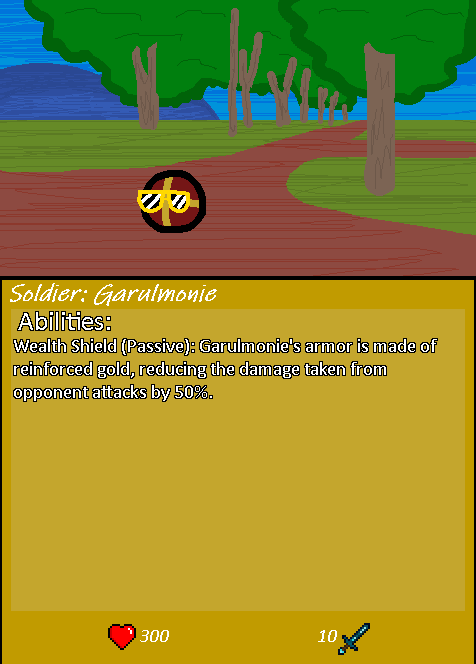 Soldier: Garulmonie
Abilities:
Wealth Shield (Passive): Garulmonie's armor is made of
reinforced gold, reducing the damage taken from
opponent attacks by 50%.
300
10